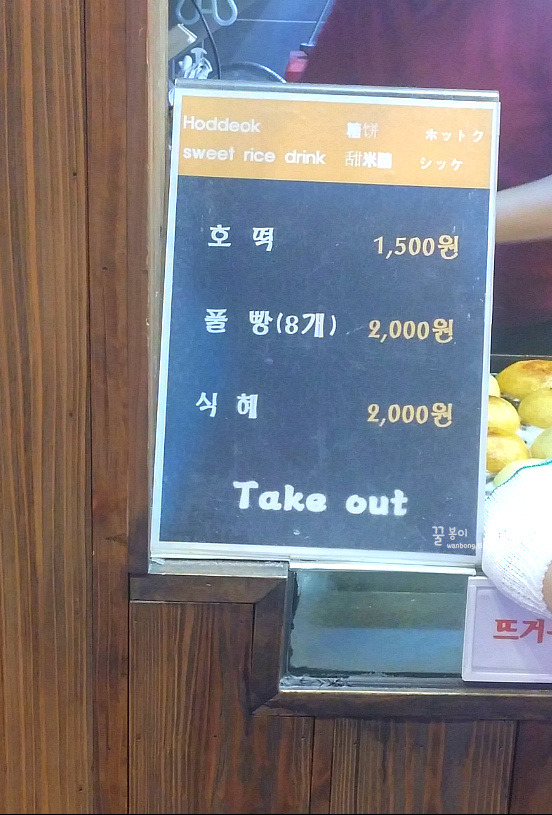 Hoddeok 糖饼 ホットク
sweet rice drink 甜米釀 シッケ
호 떡 1,500원
풀 빵(8개) 2,000원
식 혜 2,000원
Take out
꿀봉이
뜨거